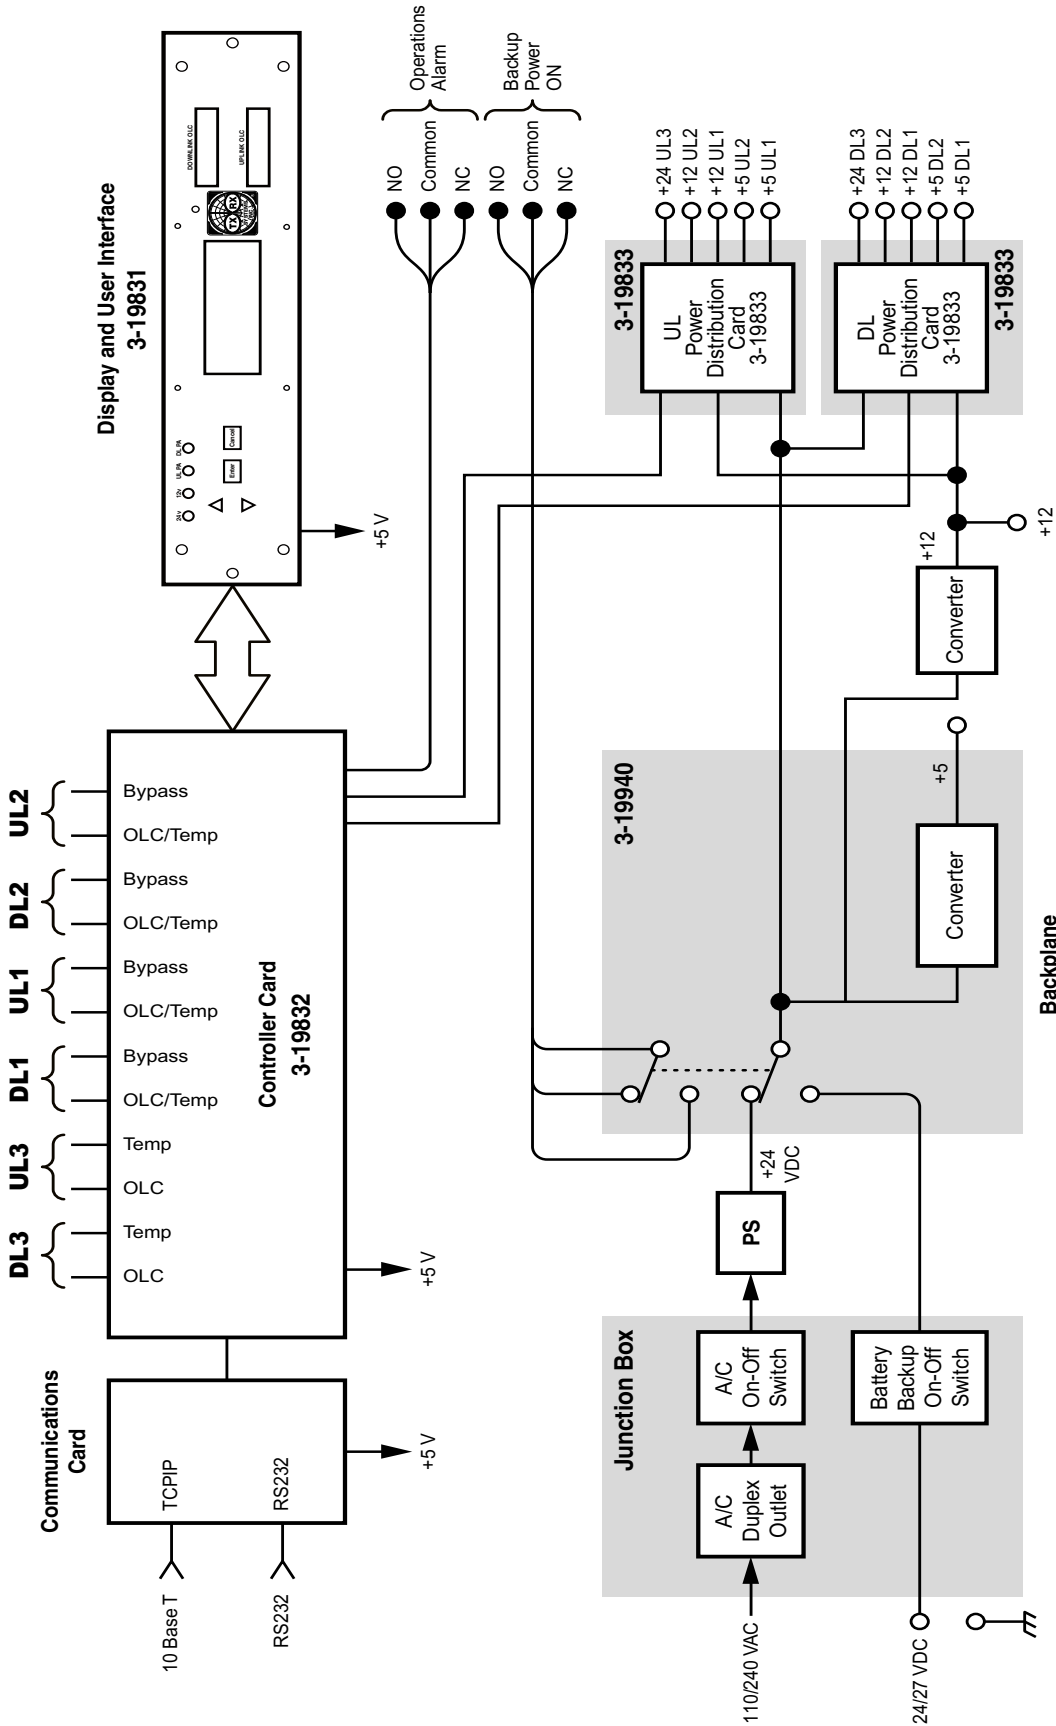 Display and User Interface
3-19831
24V
12V
UL PA
DL PA
Enter
Cancel
TX RX
DOWNLINK OLC
UPLINK OLC
+5 V
UL2
DL2
UL1
DL1
UL3
DL3
Bypass
OLC/Temp
Bypass
OLC/Temp
Bypass
OLC/Temp
Bypass
OLC/Temp
Temp
OLC
Temp
OLC
Controller Card
3-19832
+5 V
Communications
Card
TCPIP
RS232
10 Base T
RS232
+5 V
Operations
Alarm
NO
Common
NC
Backup
Power
ON
NO
Common
NC
3-19833
UL
Power
Distribution
Card
3-19833
+24 UL3
+12 UL2
+12 UL1
+5 UL2
+5 UL1
3-19833
DL
Power
Distribution
Card
3-19833
+24 DL3
+12 DL2
+12 DL1
+5 DL2
+5 DL1
+12
+12
Converter
3-19940
+5
Converter
Backplane
+24
VDC
PS
Junction Box
A/C
On-Off
Switch
A/C
Duplex
Outlet
Battery
Backup
On-Off
Switch
110/240 VAC
24/27 VDC